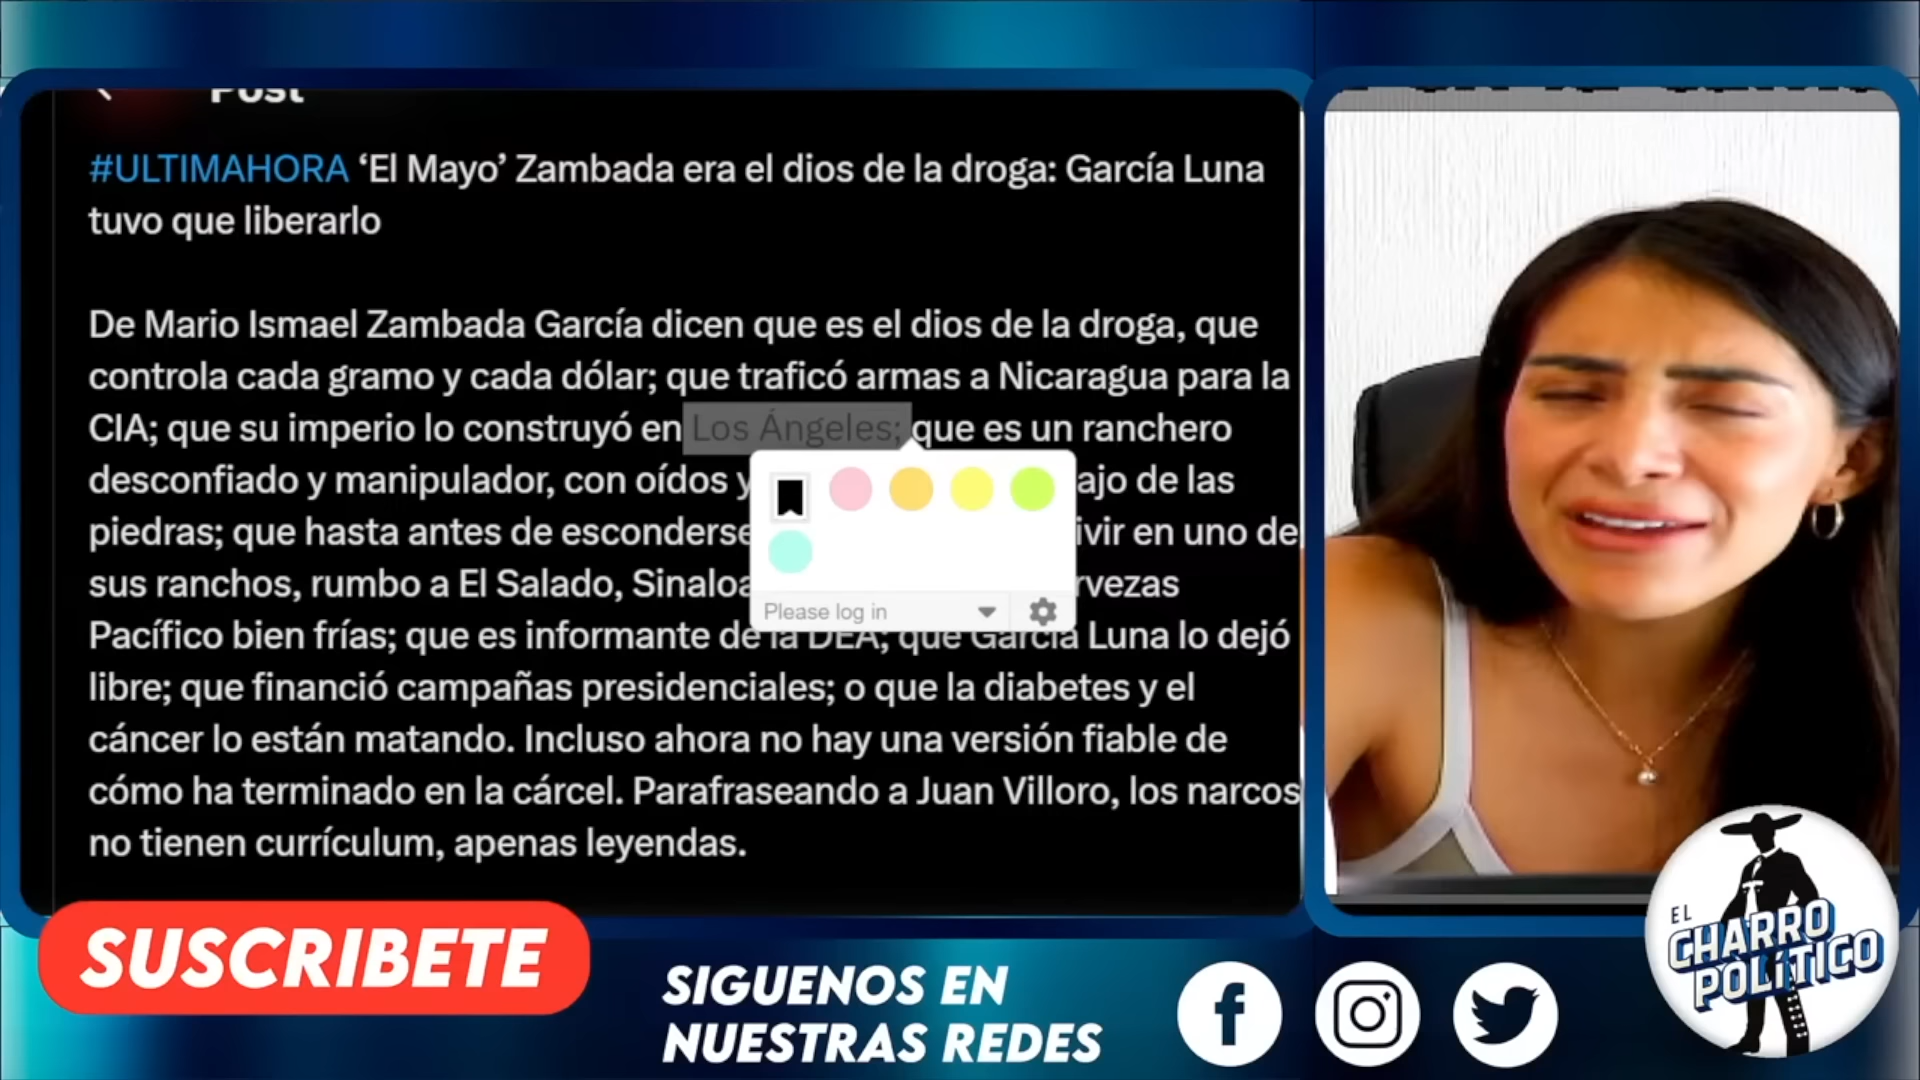 Post
#ULTIMAHORA ‘El Mayo’ Zambada era el dios de la droga: García Luna
tuvo que liberarlo
De Mario Ismael Zambada García dicen que es el dios de la droga, que
controla cada gramo y cada dólar; que traficó armas a Nicaragua para la
CIA; que su imperio lo construyó en Los Ángeles; que es un ranchero
desconfiado y manipulador, con oídos y ajo de las
piedras; que hasta antes de esconderse ivir en uno de
sus ranchos, rumbo a El Salado, Sinaloa rvezas
Pacífico bien frías; que es informante de la DEA; que García Luna lo dejó
libre; que financió campañas presidenciales; o que la diabetes y el
cáncer lo están matando. Incluso ahora no hay una versión fiable de
cómo ha terminado en la cárcel. Parafraseando a Juan Villoro, los narcos
no tienen currículum, apenas leyendas.
Please log in
SUSCRIBETE
SIGUENOS EN
NUESTRAS REDES
EL
CHARRO
POLÍTICO